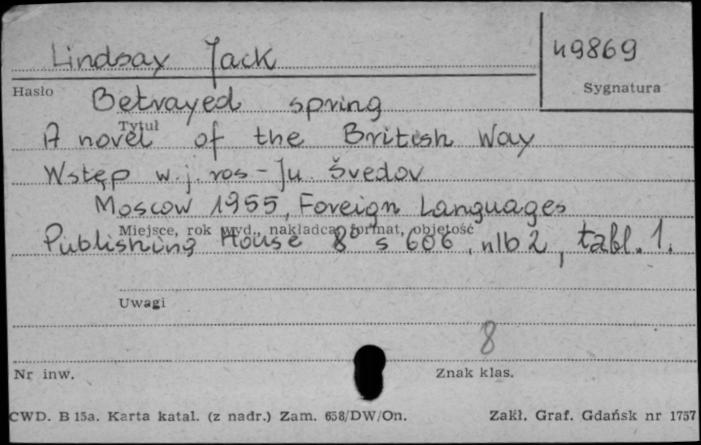 Lindsay Jack
49869
Hasło
Sygnatura
Betrayed spring
Tytuł
A novel of the British Way
Wstęp w.j. ros - Ju. Švedov
Moscow 1955, Foreign Languages
Miejsce, rok wyd., nakładca, format, objętość
Publishing House 8° s 606, nlb 2, tabl. 1.
Uwagi
8
Nr inw.
Znak klas.
CWD. B 15a. Karta katal. (z nadr.) Zam. 658/DW/On.
Zakł. Graf. Gdańsk nr 1757